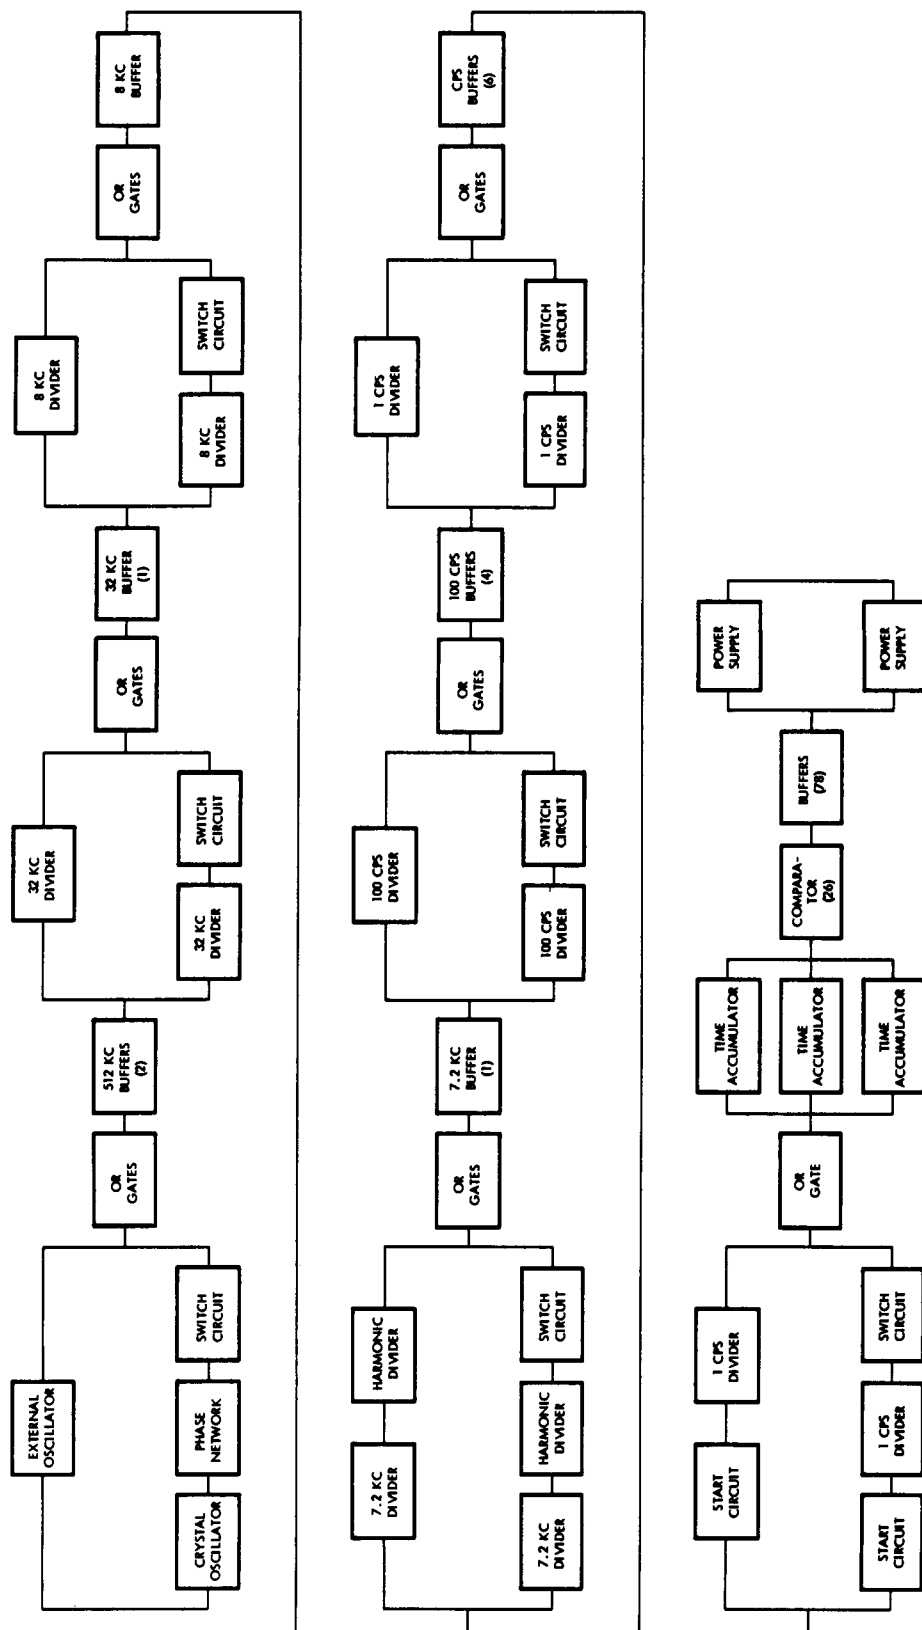 EXTERNAL
OSCILLATOR
CRYSTAL
OSCILLATOR
PHASE
NETWORK
SWITCH
CIRCUIT
OR
GATES
512 KC
BUFFERS
(2)
32 KC
DIVIDER
32 KC
DIVIDER
SWITCH
CIRCUIT
OR
GATES
32 KC
BUFFER
(1)
8 KC
DIVIDER
8 KC
DIVIDER
SWITCH
CIRCUIT
OR
GATES
8 KC
BUFFER
7.2 KC
DIVIDER
HARMONIC
DIVIDER
7.2 KC
DIVIDER
HARMONIC
DIVIDER
SWITCH
CIRCUIT
OR
GATES
7.2 KC
BUFFER
(1)
100 CPS
DIVIDER
100 CPS
DIVIDER
SWITCH
CIRCUIT
OR
GATES
100 CPS
BUFFERS
(4)
1 CPS
DIVIDER
1 CPS
DIVIDER
SWITCH
CIRCUIT
OR
GATES
CPS
BUFFERS
(6)
START
CIRCUIT
1 CPS
DIVIDER
START
CIRCUIT
1 CPS
DIVIDER
SWITCH
CIRCUIT
OR
GATE
TIME
ACCUMULATOR
TIME
ACCUMULATOR
TIME
ACCUMULATOR
COMPARA-
TOR
(26)
BUFFERS
(78)
POWER
SUPPLY
POWER
SUPPLY